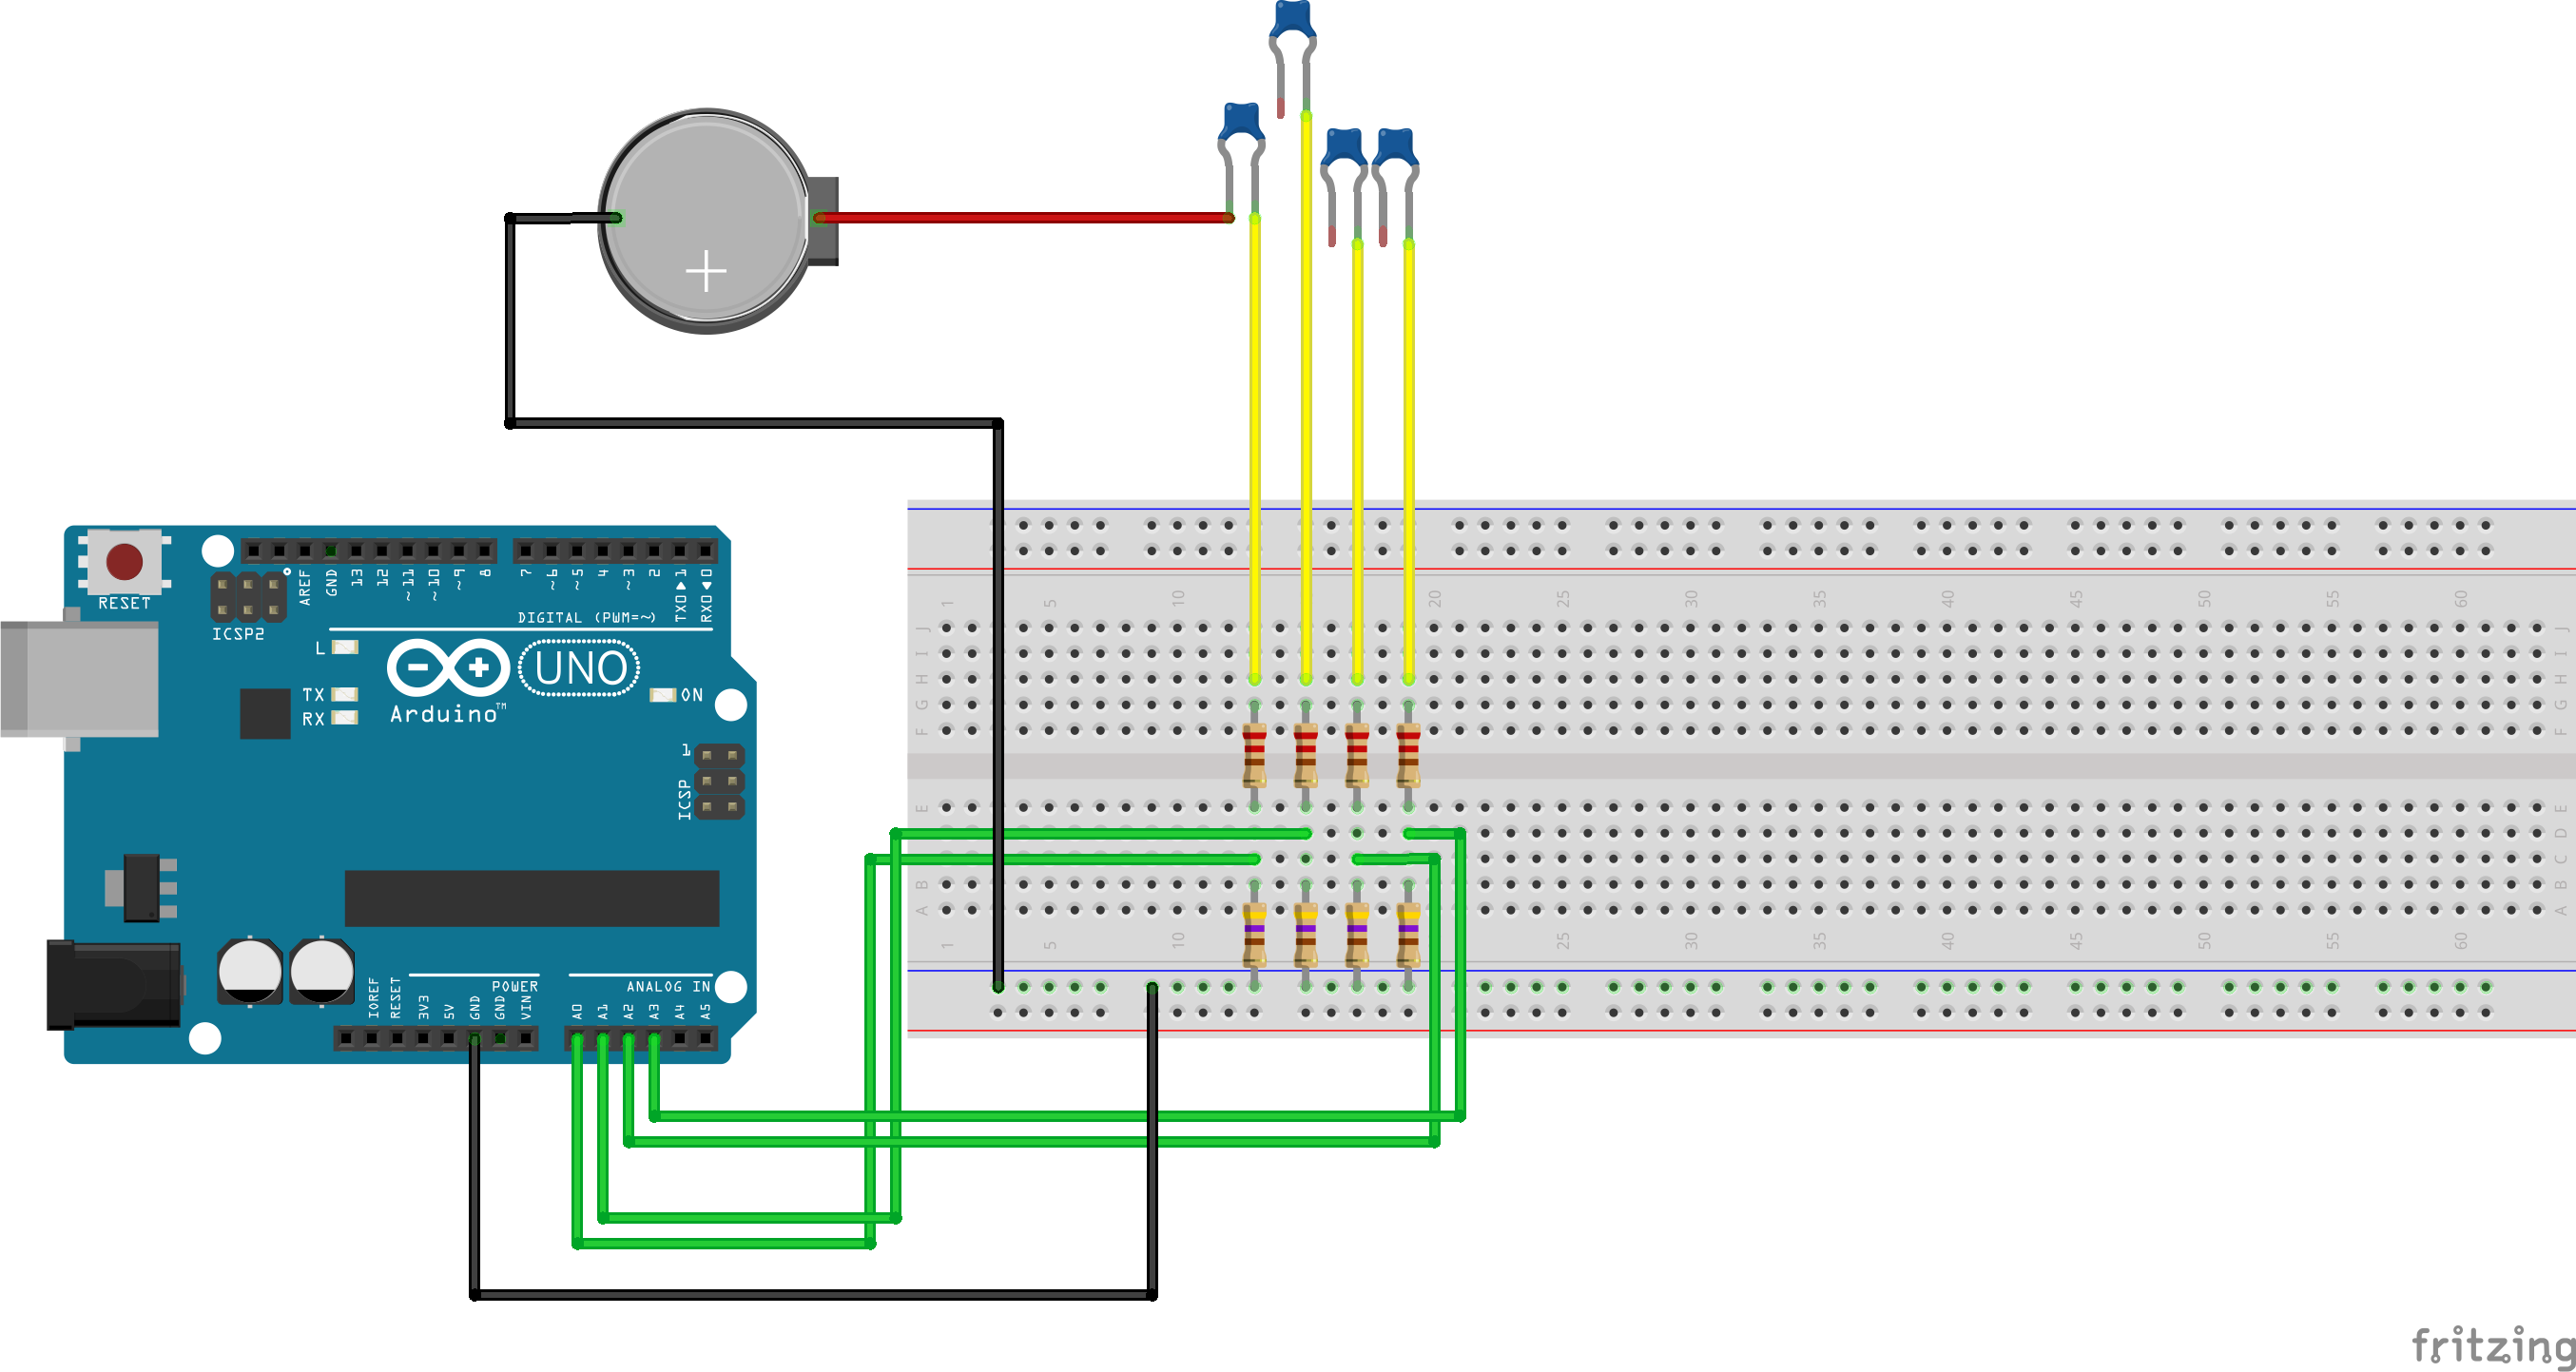 RESET
ICSP2
AREF
GND
13
12
~11
~10
~9
8
7
~6
~5
4
~3
2
TX0▶1
RX0◀0
DIGITAL (PWM=~)
L
TX
RX
UNO
Arduino™
ON
1
ICSP
POWER
ANALOG IN
IOREF
RESET
3V3
5V
GND
GND
VIN
A0
A1
A2
A3
A4
A5
1 5 10 20 25 30 35 40 45 50 55 60
J J
I I
H H
G G
F F
E E
D
C
B B
A A
1 5 10 25 30 35 40 45 50 55 60
fritzing